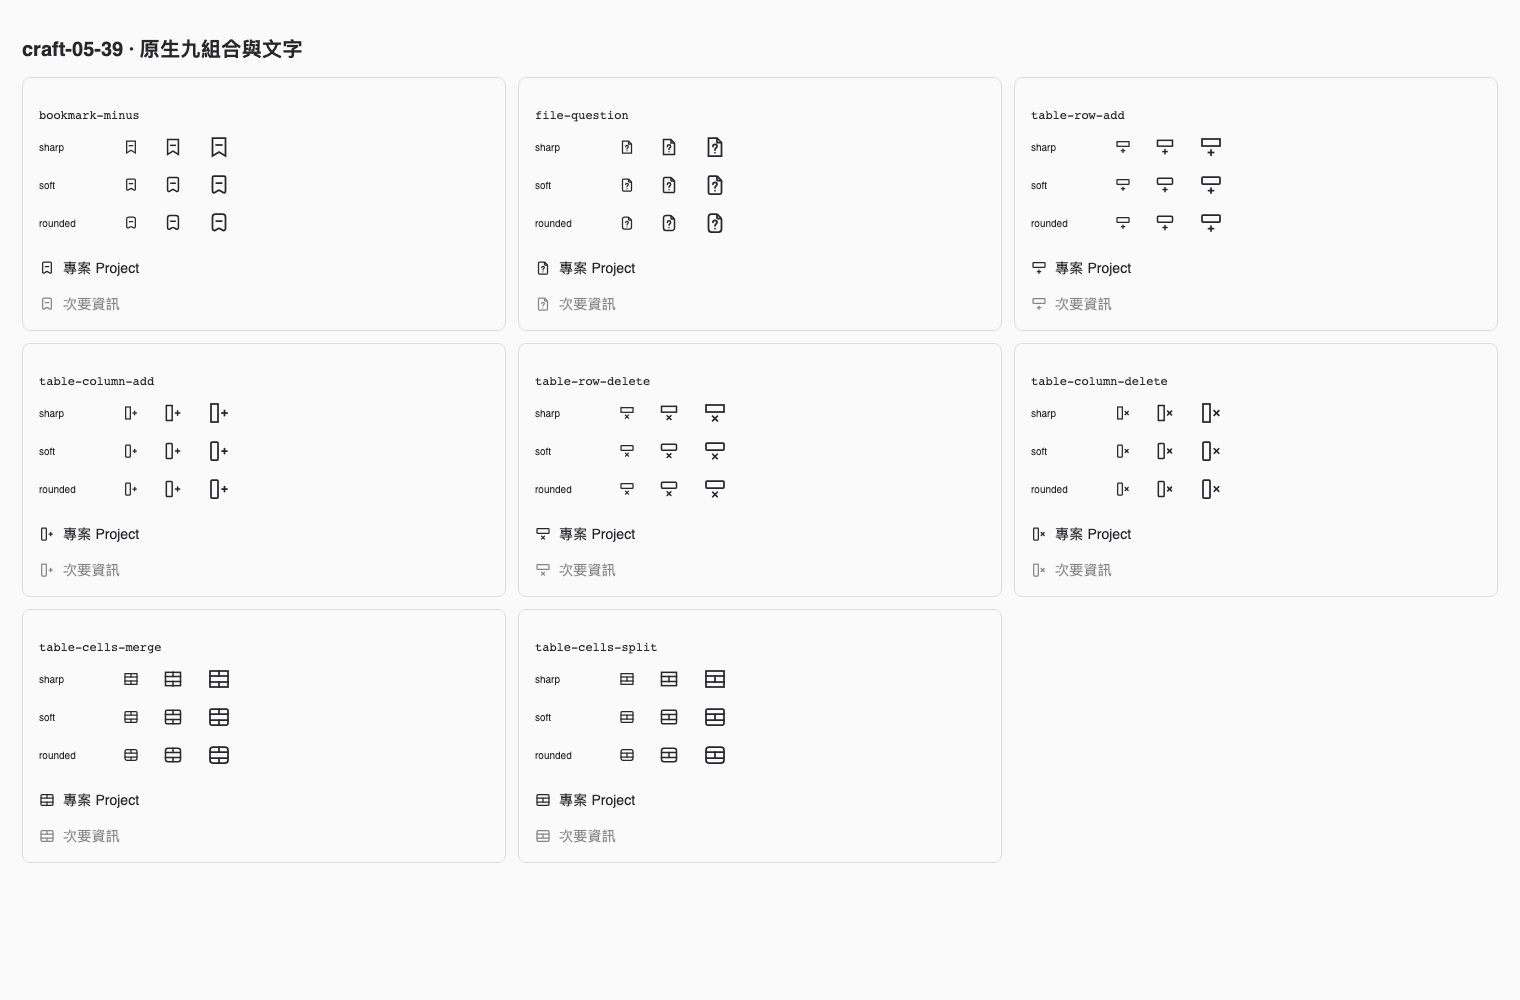 craft-05-39 · 原生九組合與文字
bookmark-minus
sharp
soft
rounded
專案 Project
次要資訊
file-question
sharp
soft
rounded
專案 Project
次要資訊
table-row-add
sharp
soft
rounded
專案 Project
次要資訊
table-column-add
sharp
soft
rounded
專案 Project
次要資訊
table-row-delete
sharp
soft
rounded
專案 Project
次要資訊
table-column-delete
sharp
soft
rounded
專案 Project
次要資訊
table-cells-merge
sharp
soft
rounded
專案 Project
次要資訊
table-cells-split
sharp
soft
rounded
專案 Project
次要資訊